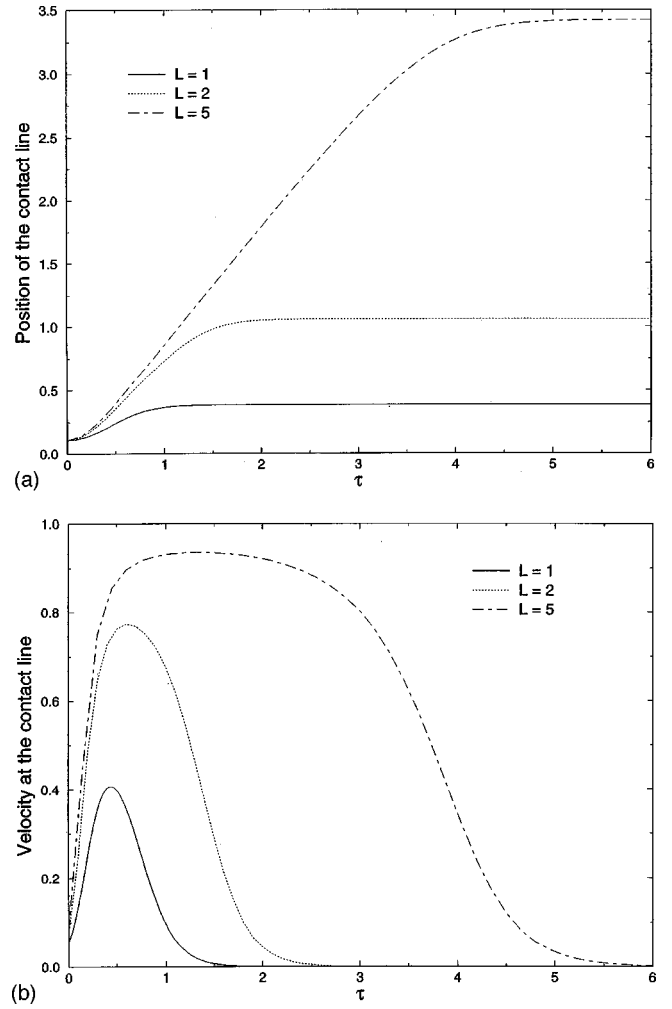 3.5
3.0
2.5
2.0
1.5
1.0
0.5
0.0
Position of the contact line
L = 1
L = 2
L = 5
0 1 2 3 4 5 6
τ
(a)
1.0
0.8
0.6
0.4
0.2
0.0
Velocity at the contact line
L = 1
L = 2
L = 5
0 1 2 3 4 5 6
τ
(b)